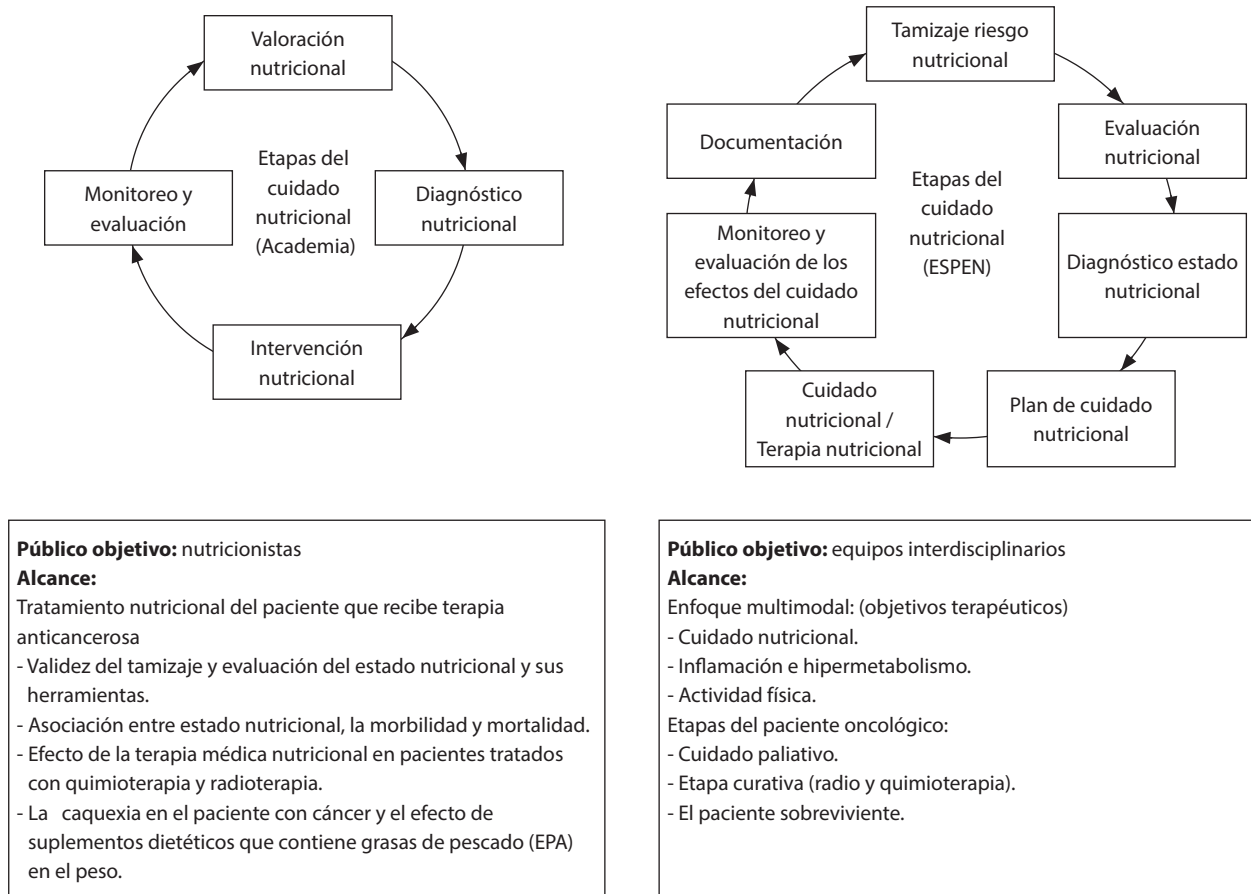 Valoración
nutricional
Monitoreo y
evaluación
Etapas del
cuidado
nutricional
(Academia)
Diagnóstico
nutricional
Intervención
nutricional
Tamizaje riesgo
nutricional
Documentación
Evaluación
nutricional
Etapas del
cuidado
nutricional
(ESPEN)
Monitoreo y
evaluación de los
efectos del cuidado
nutricional
Diagnóstico estado
nutricional
Cuidado
nutricional /
Terapia nutricional
Plan de cuidado
nutricional
Público objetivo: nutricionistas
Alcance:
Tratamiento nutricional del paciente que recibe terapia
anticancerosa
- Validez del tamizaje y evaluación del estado nutricional y sus
herramientas.
- Asociación entre estado nutricional, la morbilidad y mortalidad.
- Efecto de la terapia médica nutricional en pacientes tratados
con quimioterapia y radioterapia.
- La caquexia en el paciente con cáncer y el efecto de
suplementos dietéticos que contiene grasas de pescado (EPA)
en el peso.
Público objetivo: equipos interdisciplinarios
Alcance:
Enfoque multimodal: (objetivos terapéuticos)
- Cuidado nutricional.
- Inflamación e hipermetabolismo.
- Actividad física.
Etapas del paciente oncológico:
- Cuidado paliativo.
- Etapa curativa (radio y quimioterapia).
- El paciente sobreviviente.